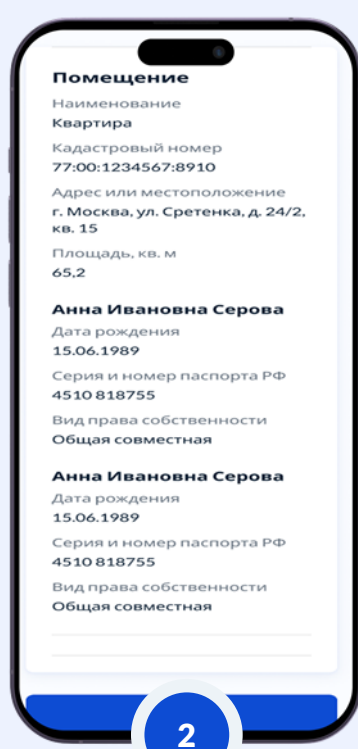 Помещение
Наименование
Квартира
Кадастровый номер
77:00:1234567:8910
Адрес или местоположение
г. Москва, ул. Сретенка, д. 24/2,
кв. 15
Площадь, кв. м
65,2
Анна Ивановна Серова
Дата рождения
15.06.1989
Серия и номер паспорта РФ
4510 818755
Вид права собственности
Общая совместная
Анна Ивановна Серова
Дата рождения
15.06.1989
Серия и номер паспорта РФ
4510 818755
Вид права собственности
Общая совместная
2